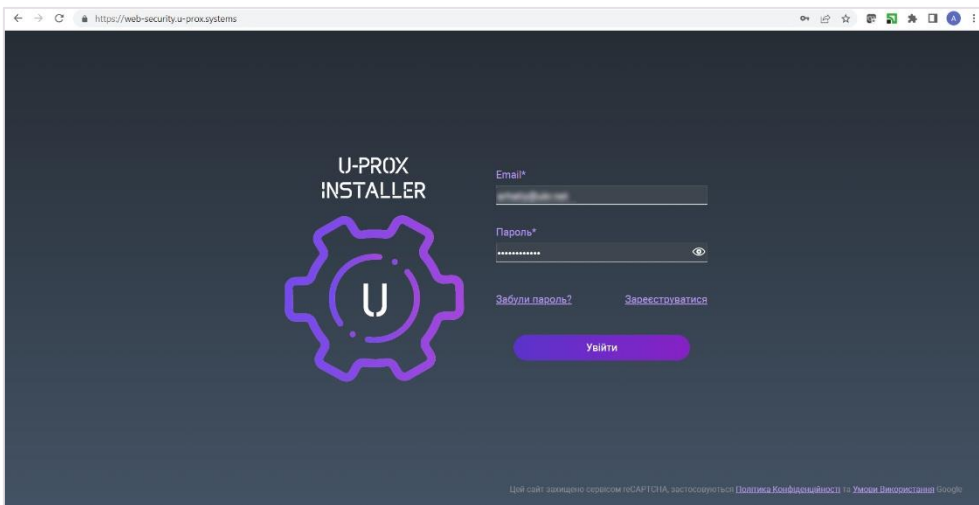 https://web-security.u-prox.systems
A
U-PROX
INSTALLER
U
Email*
Пароль*
Забули пароль? Зареєструватися
Увійти
Цей сайт захищено сервісом reCAPTCHA, застосовуються Політика Конфіденційності та Умови Використання Google